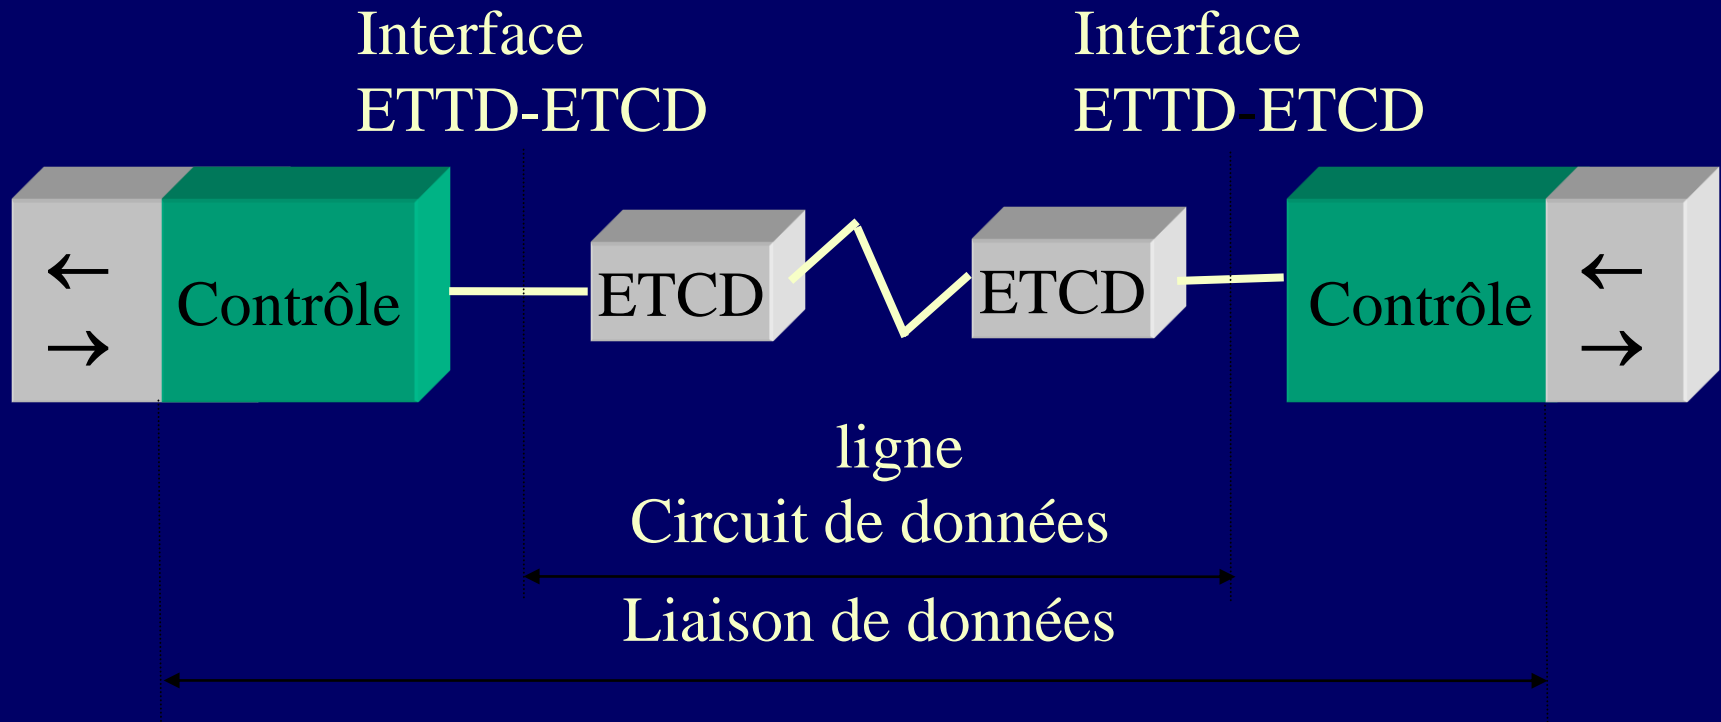 Interface
ETTD-ETCD
Interface
ETTD-ETCD
←
→
Contrôle
ETCD
ETCD
Contrôle
←
→
ligne
Circuit de données
Liaison de données